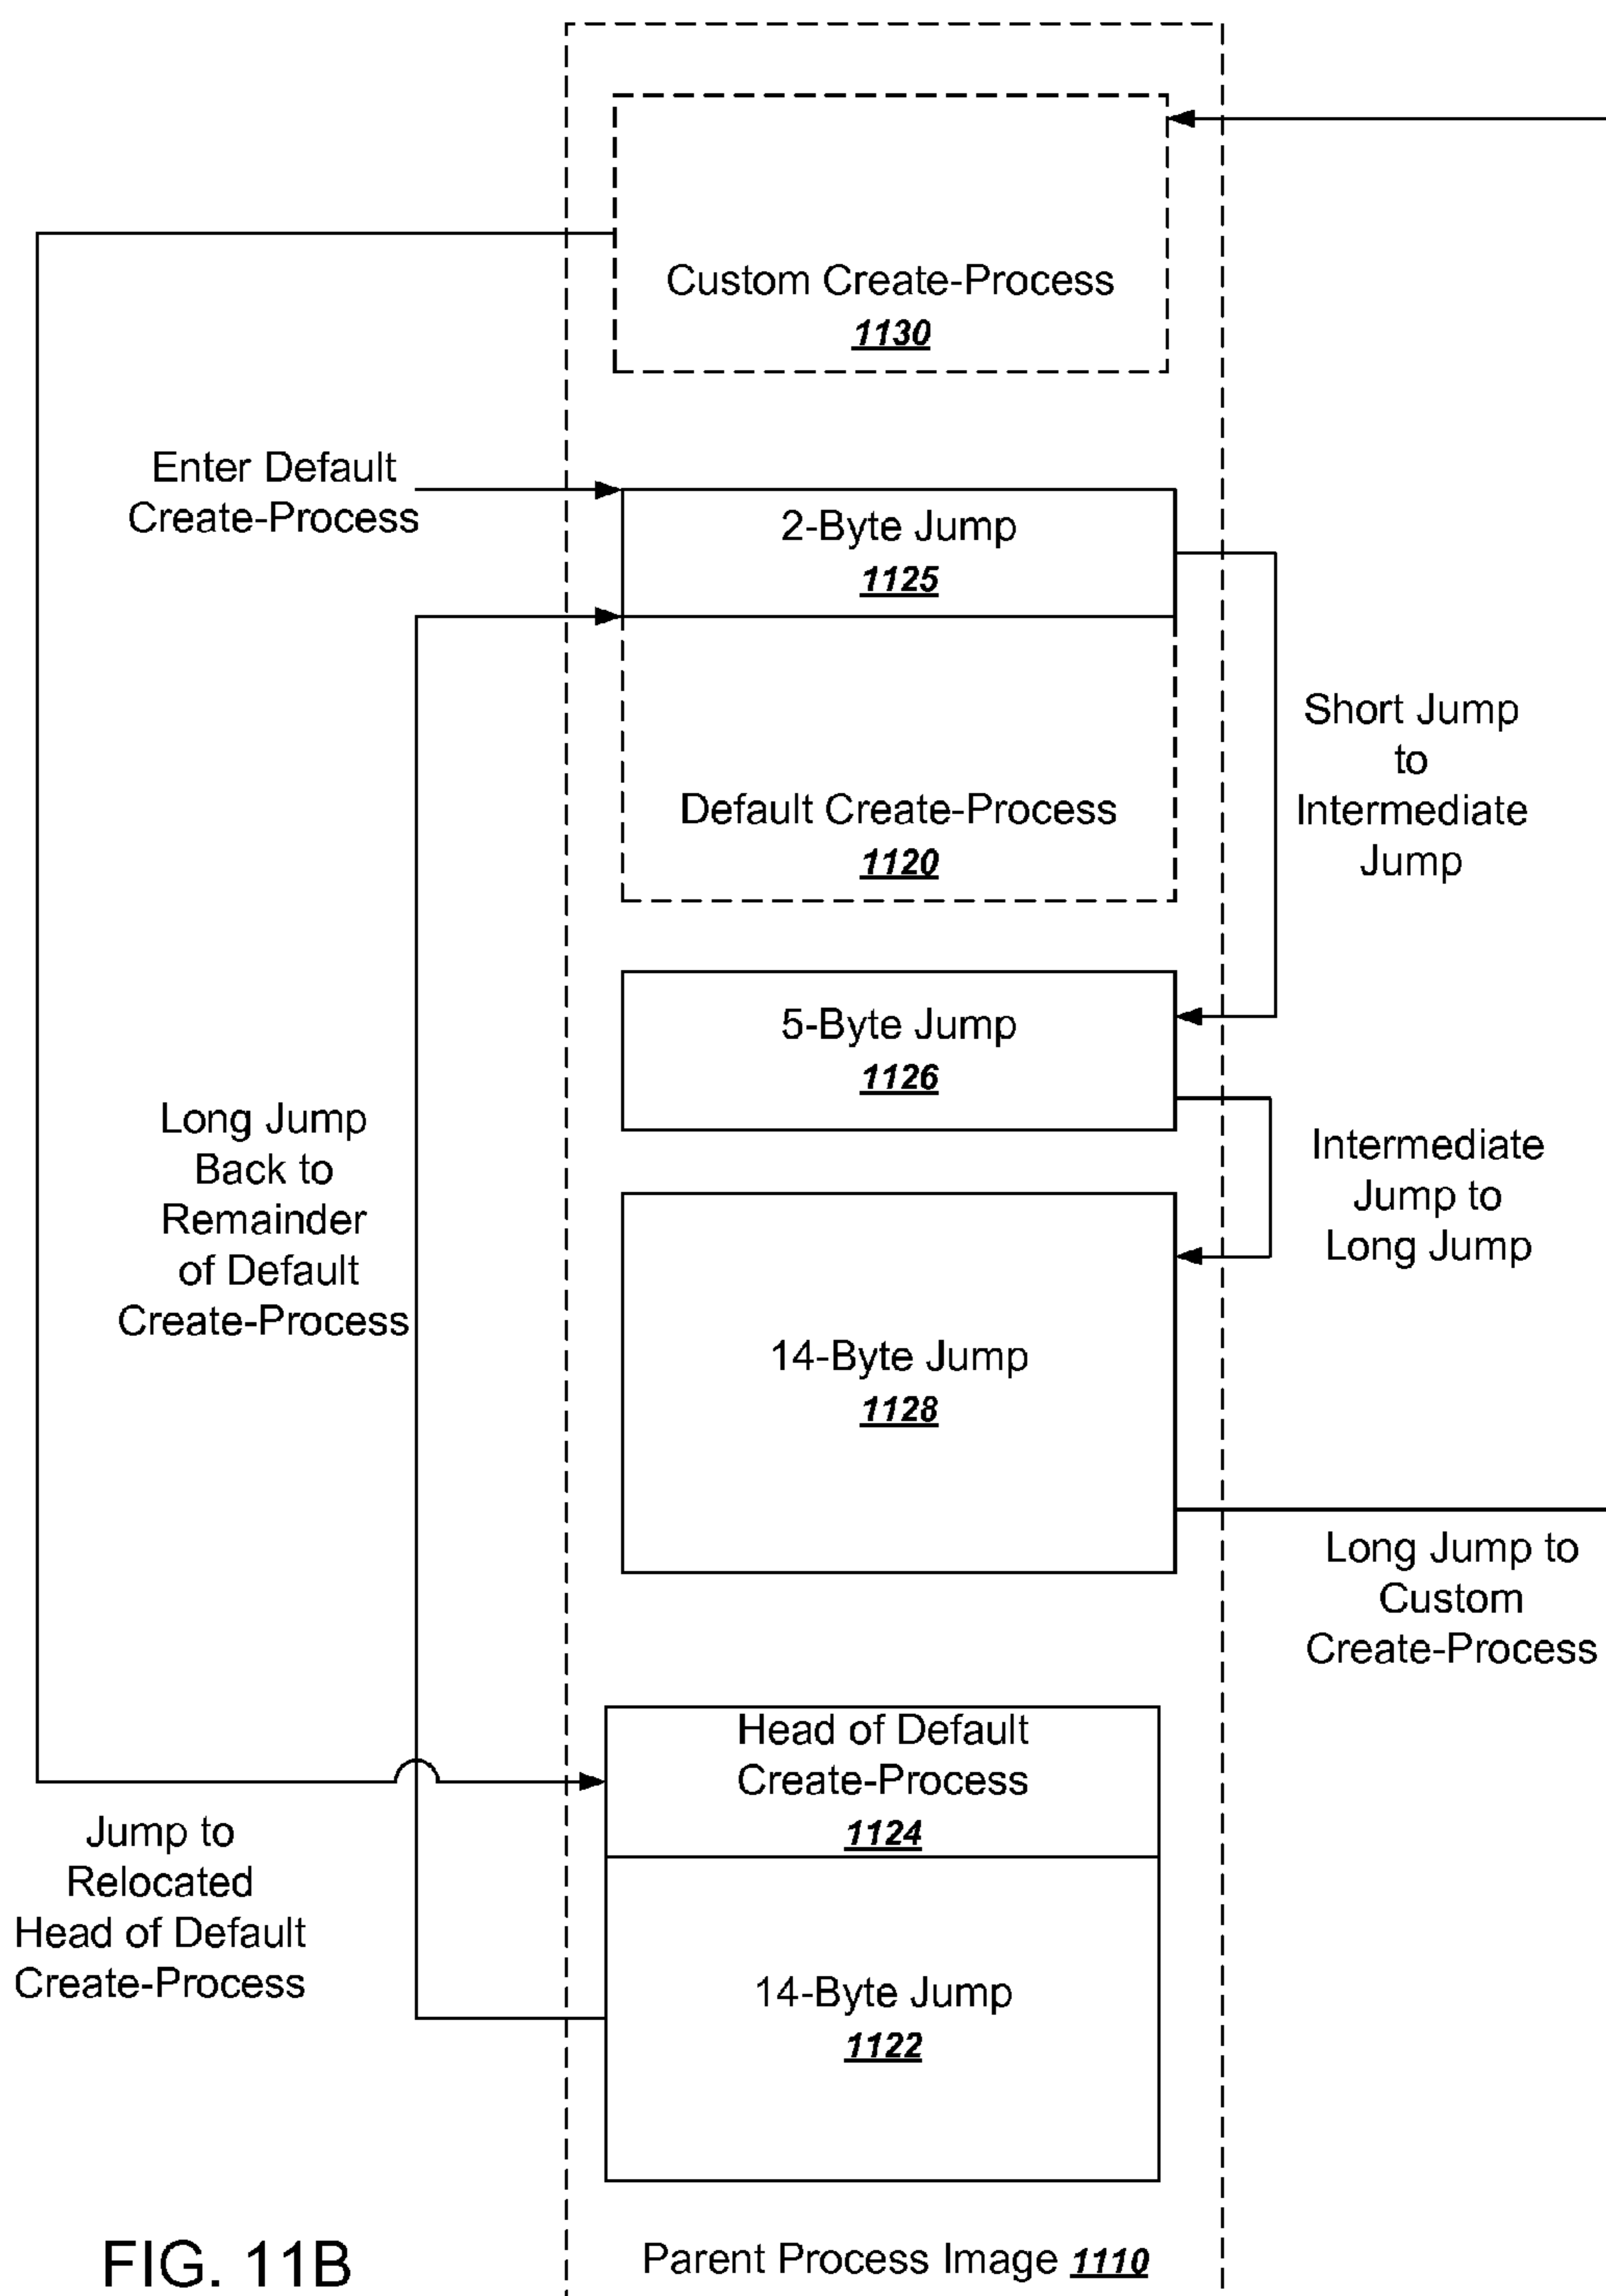 Custom Create-Process
1130
Enter Default
Create-Process
2-Byte Jump
1125
Short Jump
to
Intermediate
Jump
Default Create-Process
1120
5-Byte Jump
1126
Long Jump
Back to
Remainder
of Default
Create-Process
Intermediate
Jump to
Long Jump
14-Byte Jump
1128
Long Jump to
Custom
Create-Process
Head of Default
Create-Process
1124
Jump to
Relocated
Head of Default
Create-Process
14-Byte Jump
1122
FIG. 11B
Parent Process Image 1110